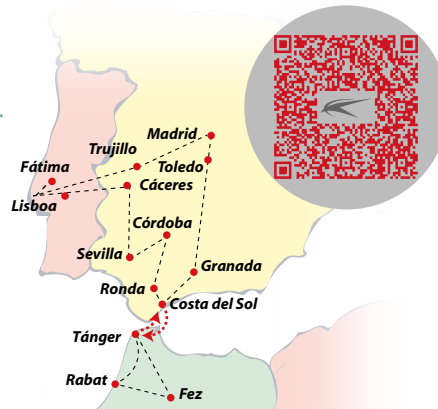 Madrid
Trujillo
Toledo
Fátima
Cáceres
Lisboa
Córdoba
Sevilla
Granada
Ronda
Costa del Sol
Tánger
Rabat
Fez